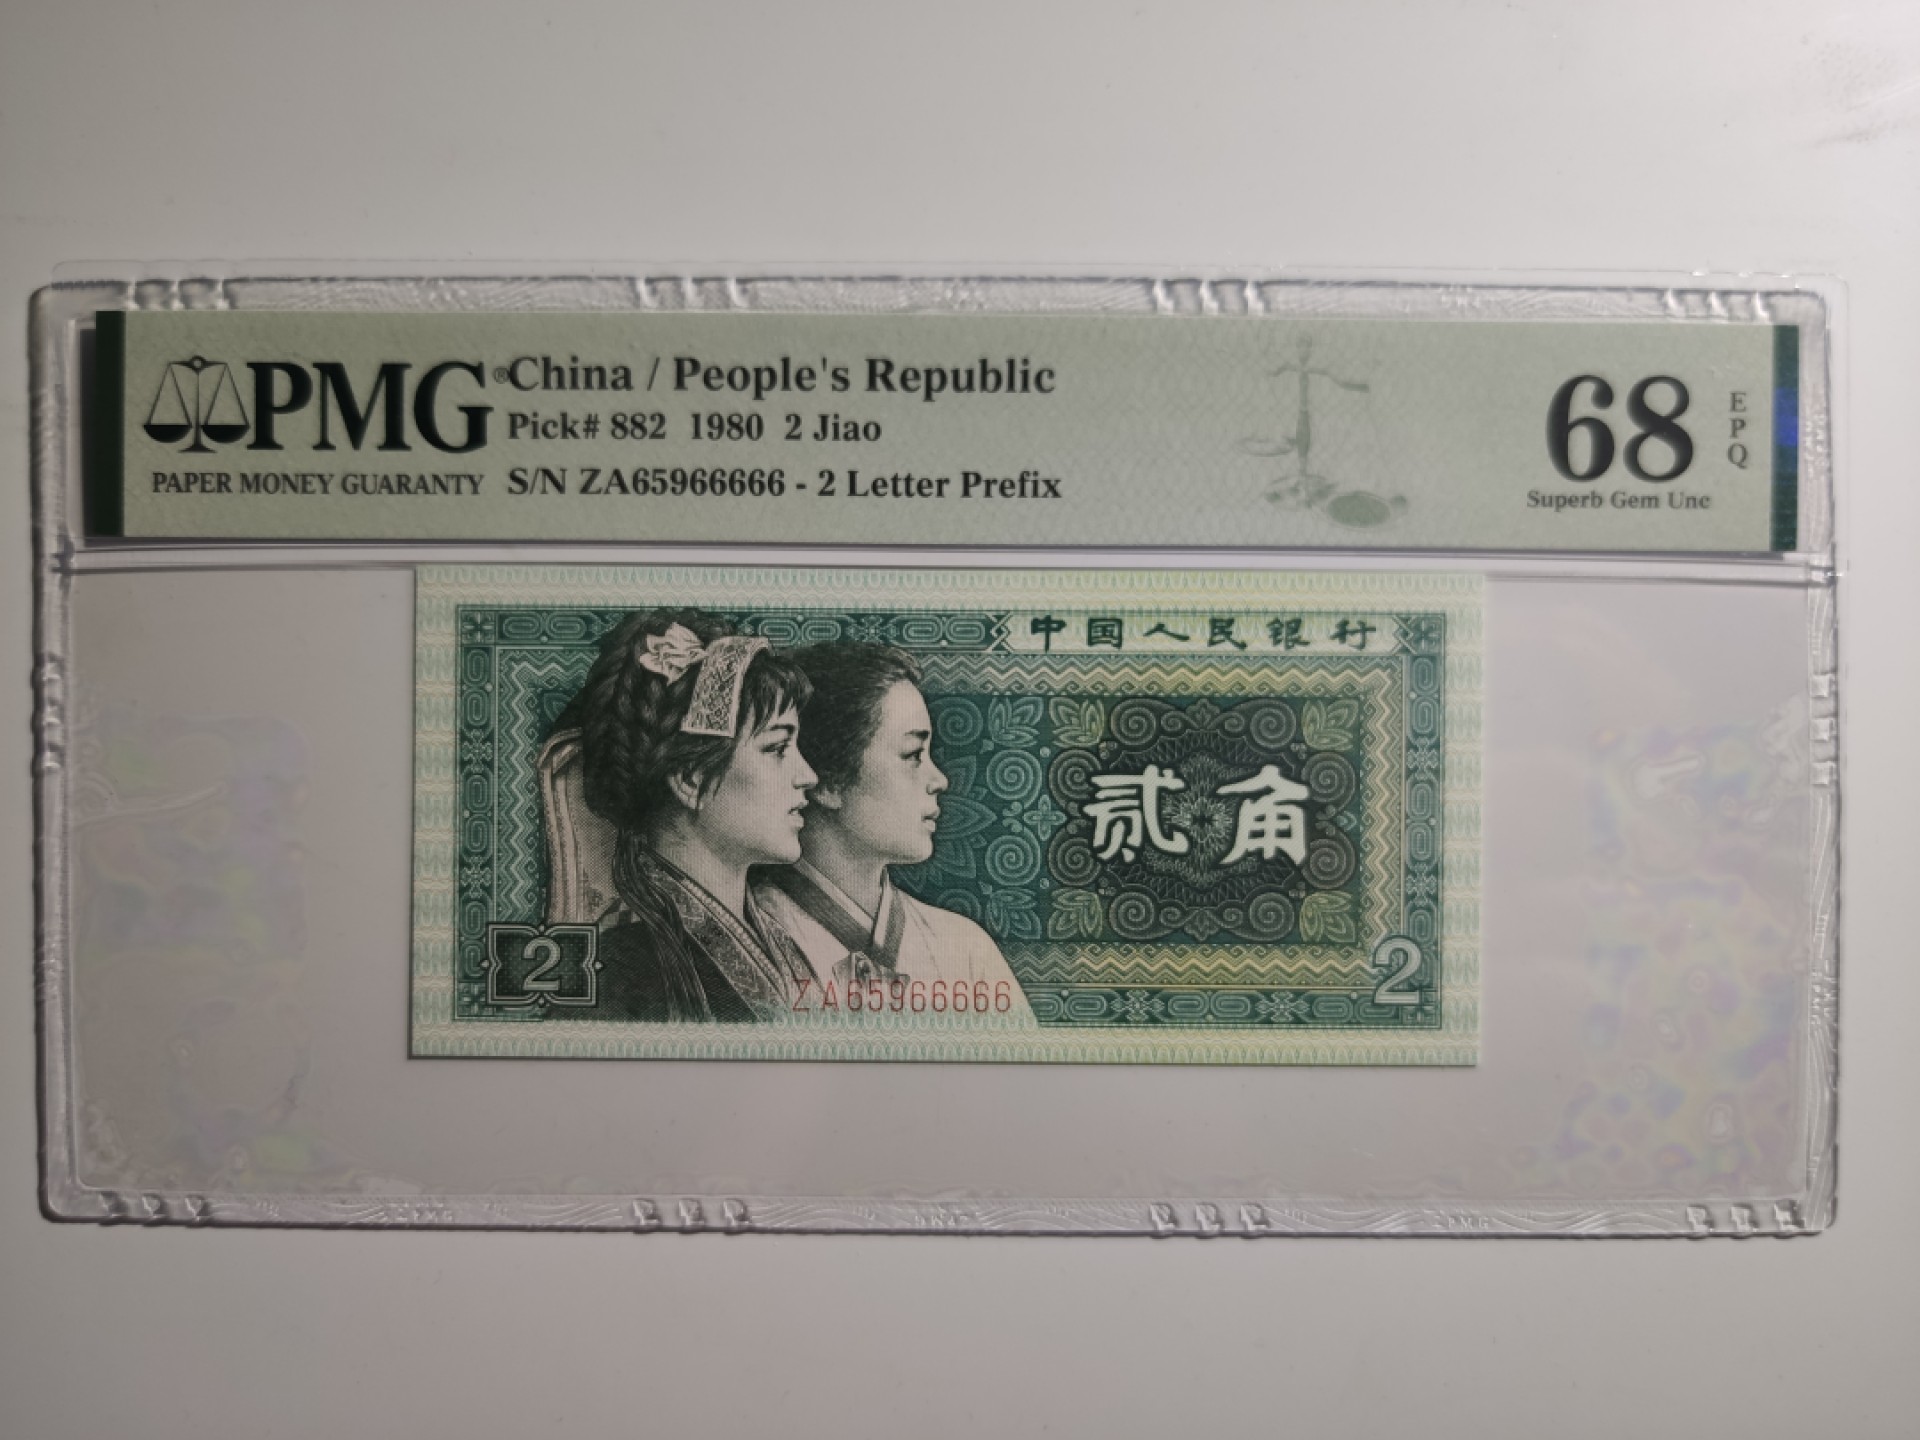 PMG®
PAPER MONEY GUARANTY
China / People's Republic
Pick# 882 1980 2 Jiao
S/N ZA65966666 - 2 Letter Prefix
68
EPQ
Superb Gem Unc
中国人民银行
贰角
2
ZA65966666
2